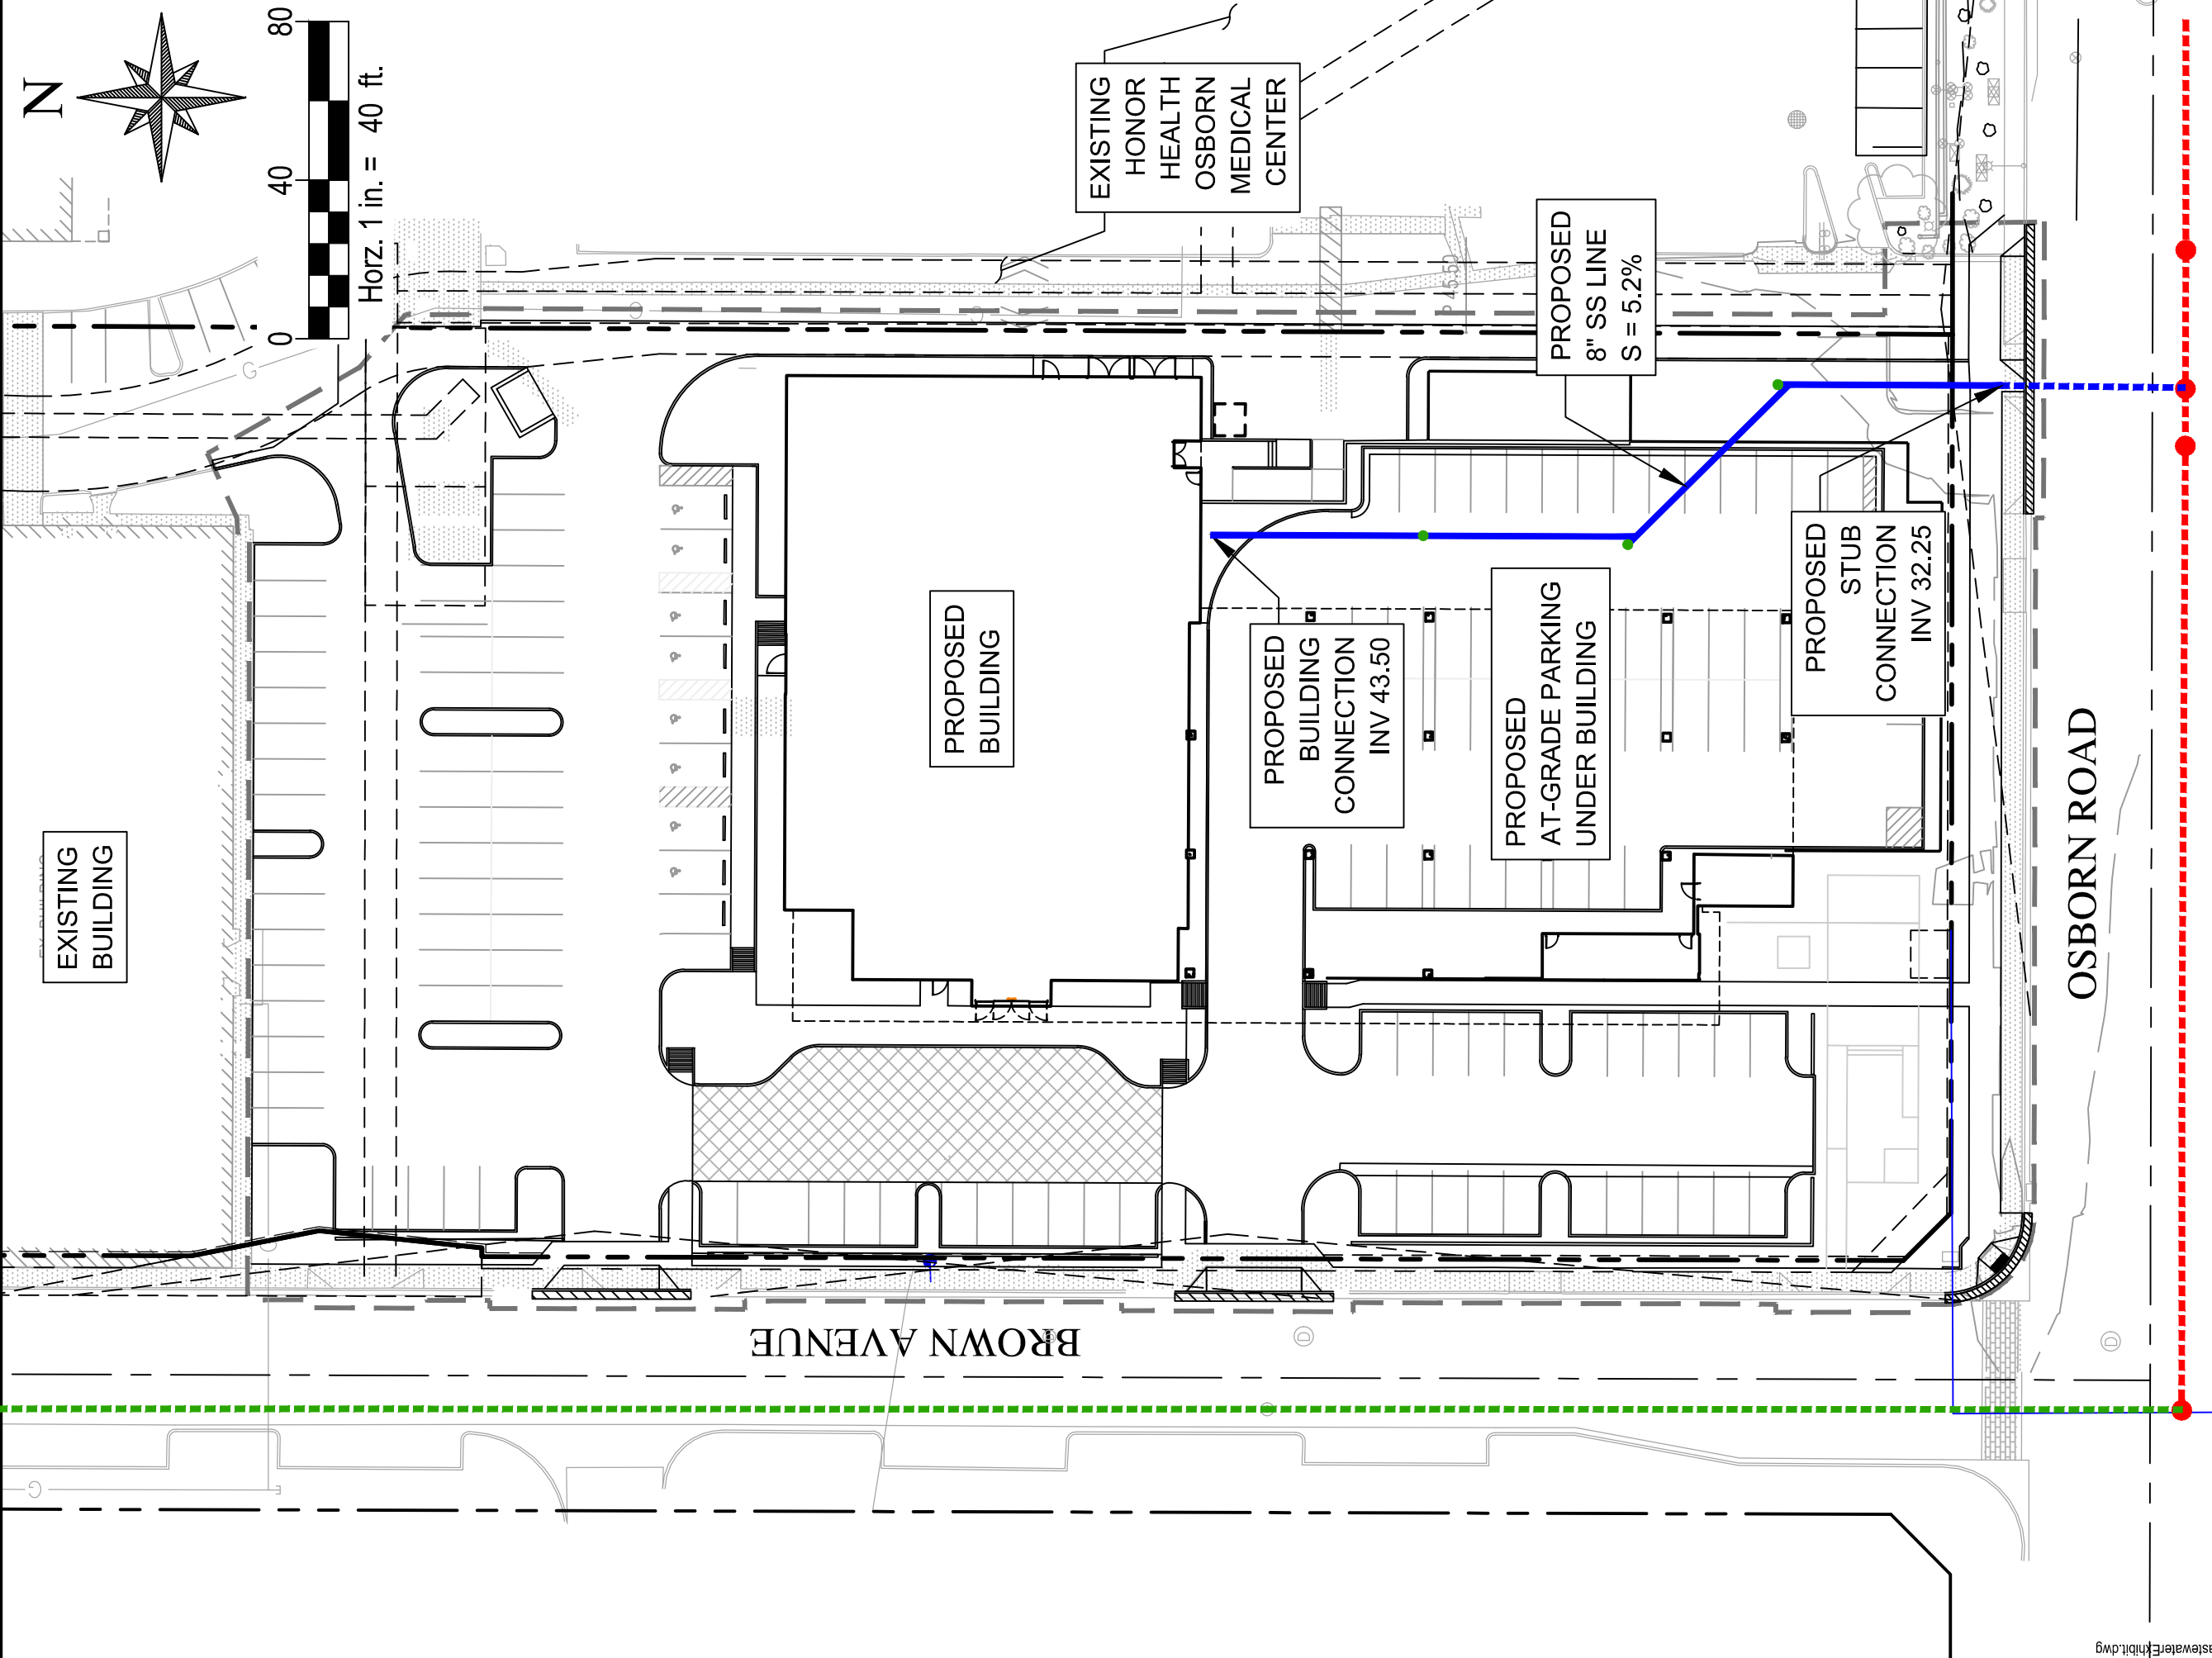 N
0
40
80
Horz. 1 in. = 40 ft.
EXISTING
HONOR
HEALTH
OSBORN
MEDICAL
CENTER
PROPOSED
8" SS LINE
S = 5.2%
PROPOSED
STUB
CONNECTION
INV 32.25
PROPOSED
BUILDING
PROPOSED
BUILDING
CONNECTION
INV 43.50
PROPOSED
AT-GRADE PARKING
UNDER BUILDING
EXISTING
BUILDING
OSBORN ROAD
BROWN AVENUE
G
G
D
D